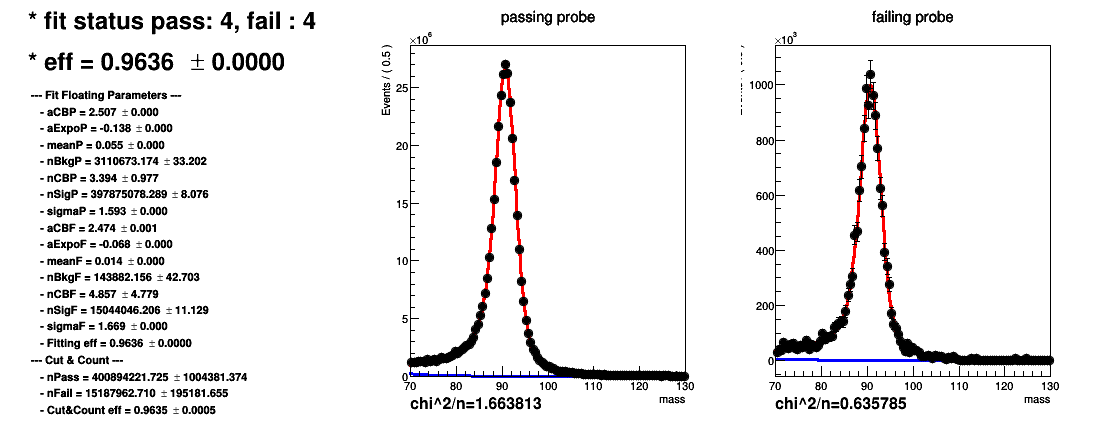 * fit status pass: 4, fail : 4
* eff = 0.9636 ± 0.0000
--- Fit Floating Parameters ---
- aCBP = 2.507 ± 0.000
- aExpoP = -0.138 ± 0.000
- meanP = 0.055 ± 0.000
- nBkgP = 3110673.174 ± 33.202
- nCBP = 3.394 ± 0.977
- nSigP = 397875078.289 ± 8.076
- sigmaP = 1.593 ± 0.000
- aCBF = 2.474 ± 0.001
- aExpoF = -0.068 ± 0.000
- meanF = 0.014 ± 0.000
- nBkgF = 143882.156 ± 42.703
- nCBF = 4.857 ± 4.779
- nSigF = 15044046.206 ± 11.129
- sigmaF = 1.669 ± 0.000
- Fitting eff = 0.9636 ± 0.0000
--- Cut & Count ---
- nPass = 400894221.725 ± 1004381.374
- nFail = 15187962.710 ± 195181.655
- Cut&Count eff = 0.9635 ± 0.0005
passing probe
×10⁶
Events / ( 0.5 )
25
20
15
10
5
0
70 80 90 100 110 120 130
mass
chi^2/n=1.663813
failing probe
×10³
1000
800
600
400
200
0
70 80 90 100 110 120 130
mass
chi^2/n=0.635785